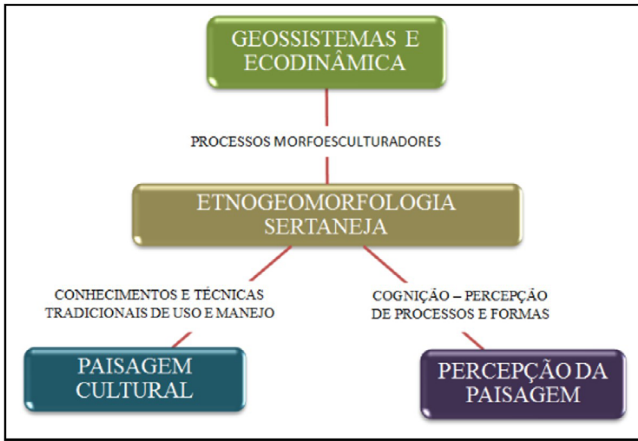 GEOSSISTEMAS E
ECODINÂMICA
PROCESSOS MORFOESCULTURADORES
ETNOGEOMORFOLOGIA
SERTANEJA
CONHECIMENTOS E TÉCNICAS
TRADICIONAIS DE USO E MANEJO
COGNIÇÃO – PERCEPÇÃO
DE PROCESSOS E FORMAS
PAISAGEM
CULTURAL
PERCEPÇÃO DA
PAISAGEM